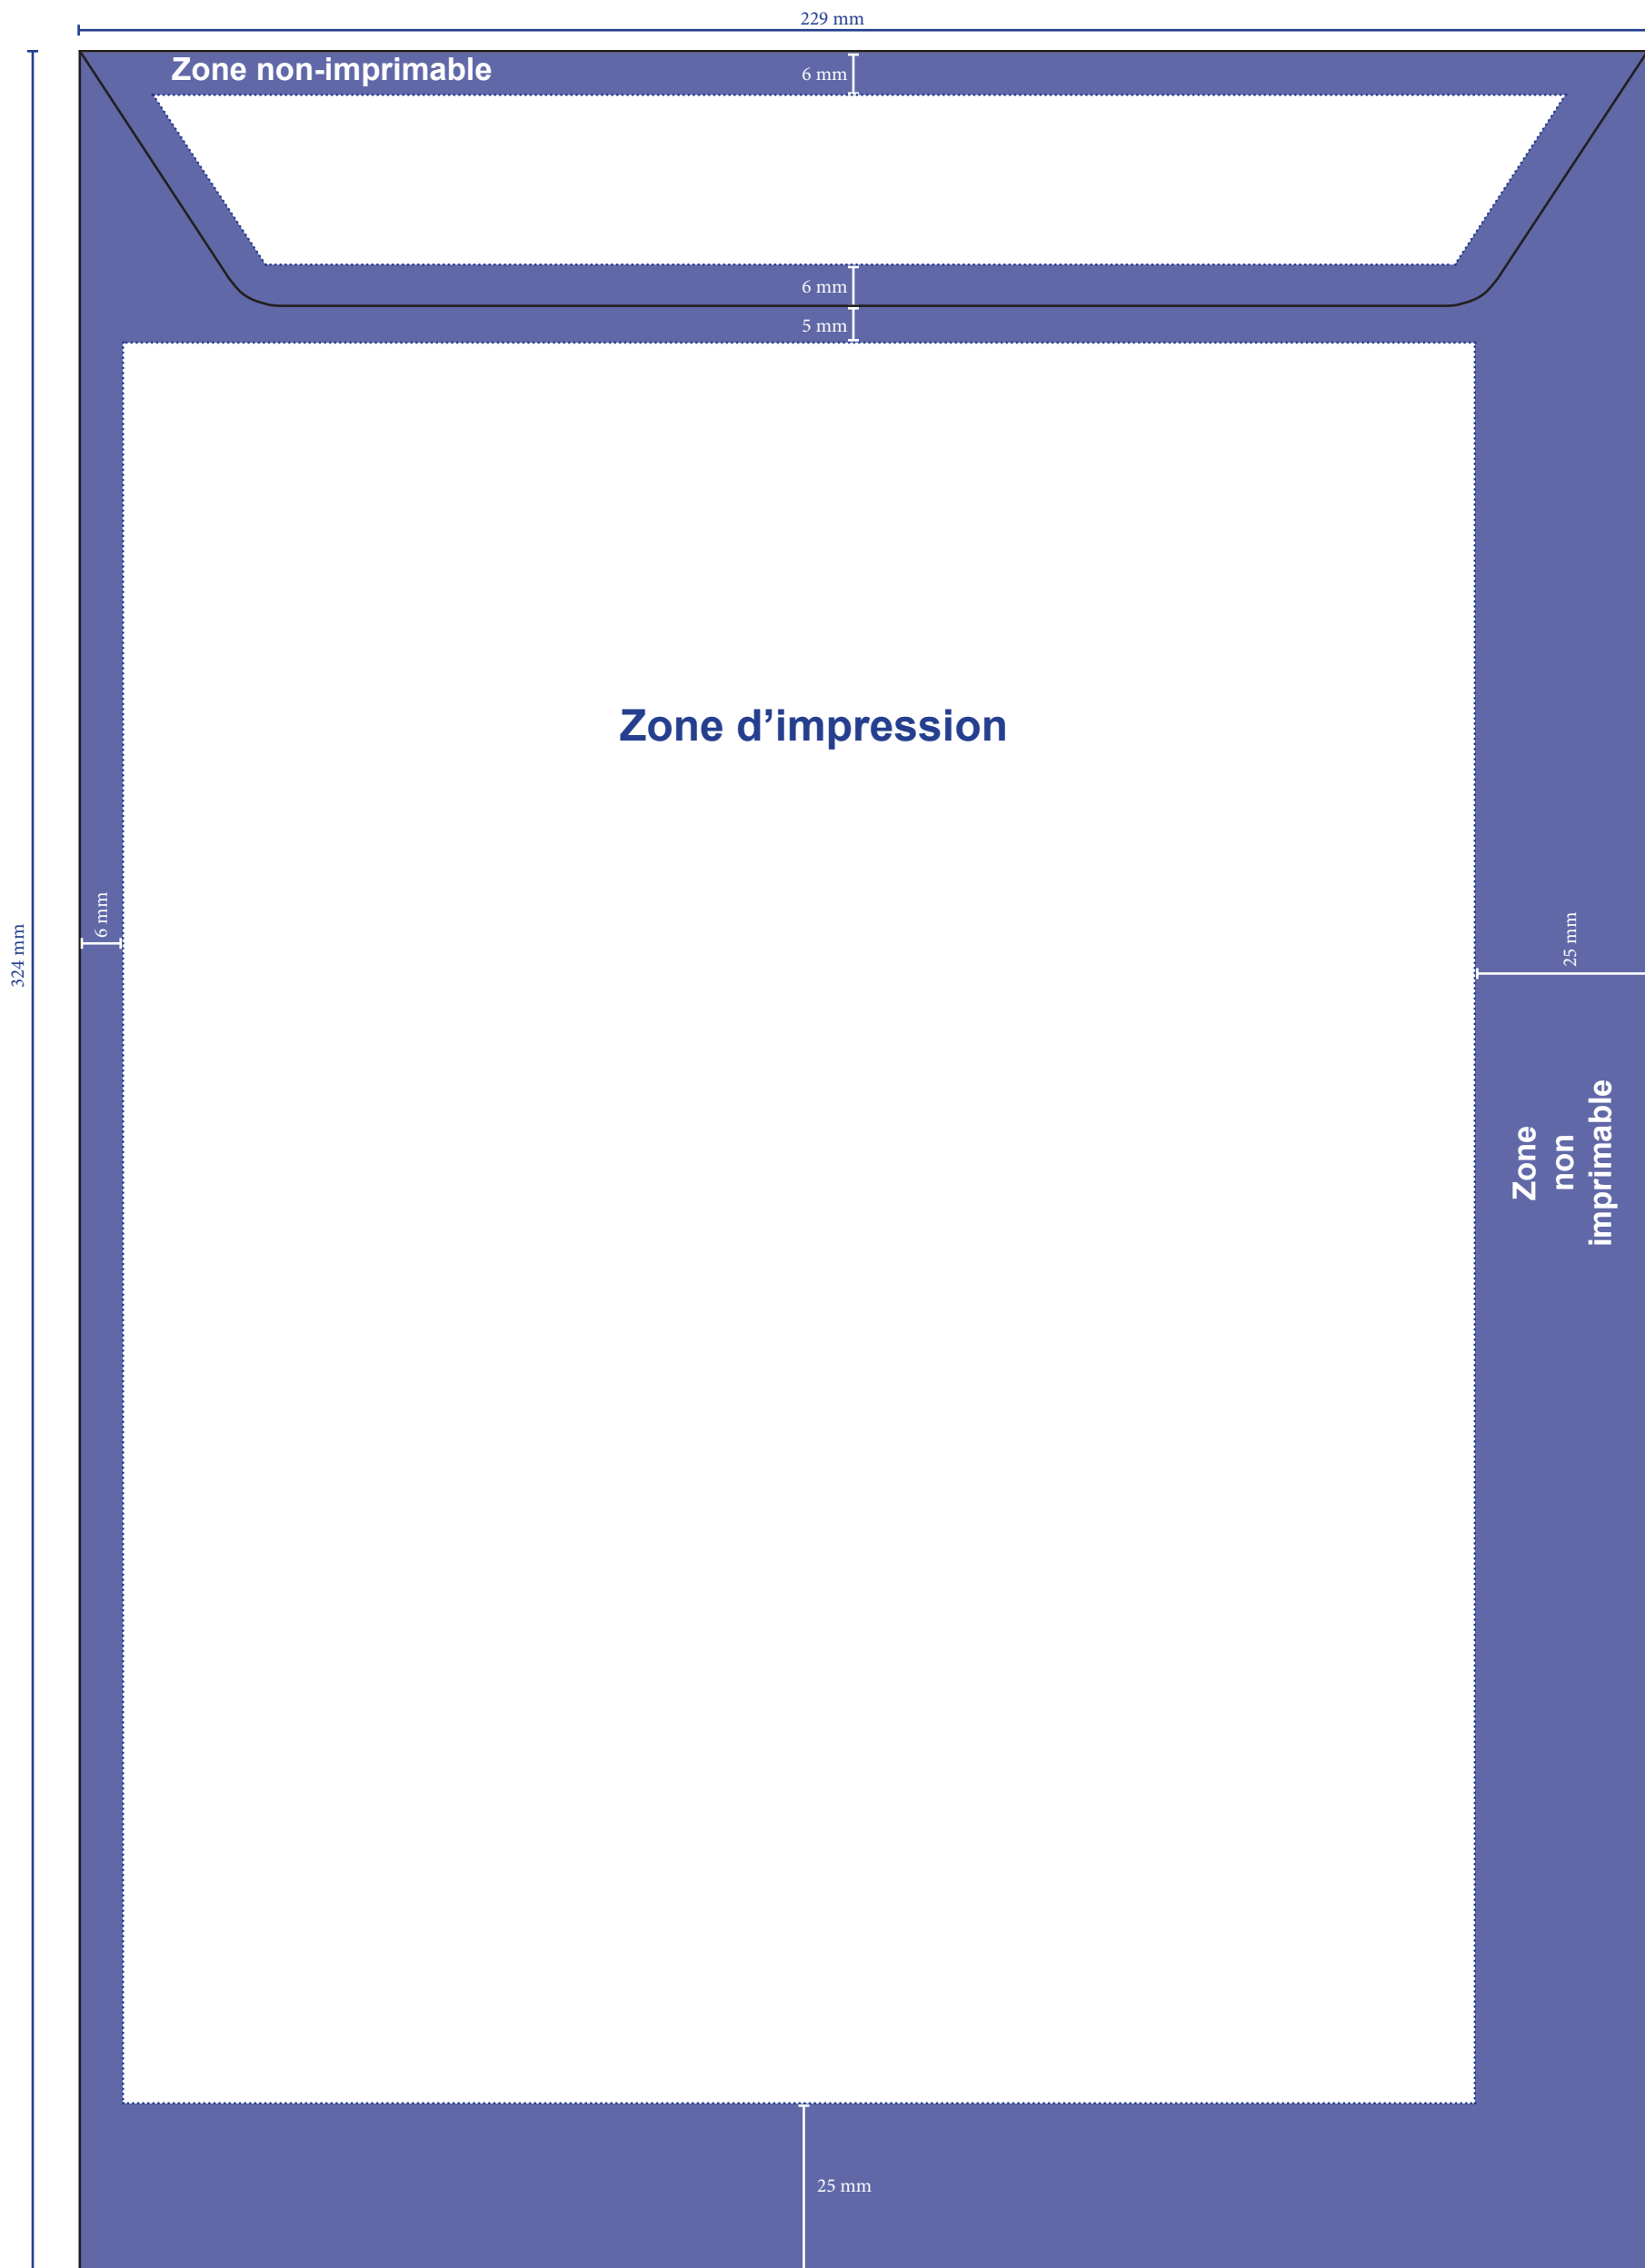 229 mm
Zone non-imprimable
6 mm
6 mm
5 mm
Zone d’impression
6 mm
324 mm
25 mm
Zone
non
imprimable
25 mm